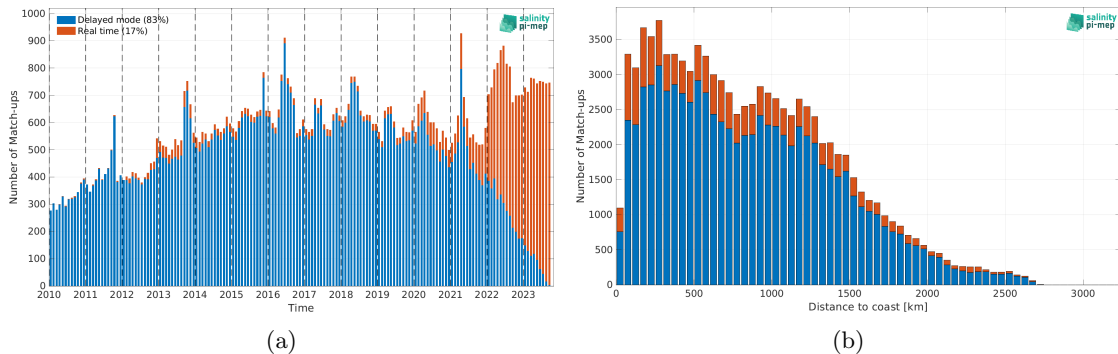 Delayed mode (83%)
Real time (17%)
salinity
pi-mep
Number of Match-ups
1000
900
800
700
600
500
400
300
200
100
0
2010 2011 2012 2013 2014 2015 2016 2017 2018 2019 2020 2021 2022 2023
Time
(a)
salinity
pi-mep
Number of Match-ups
3500
3000
2500
2000
1500
1000
500
0
0 500 1000 1500 2000 2500 3000
Distance to coast [km]
(b)